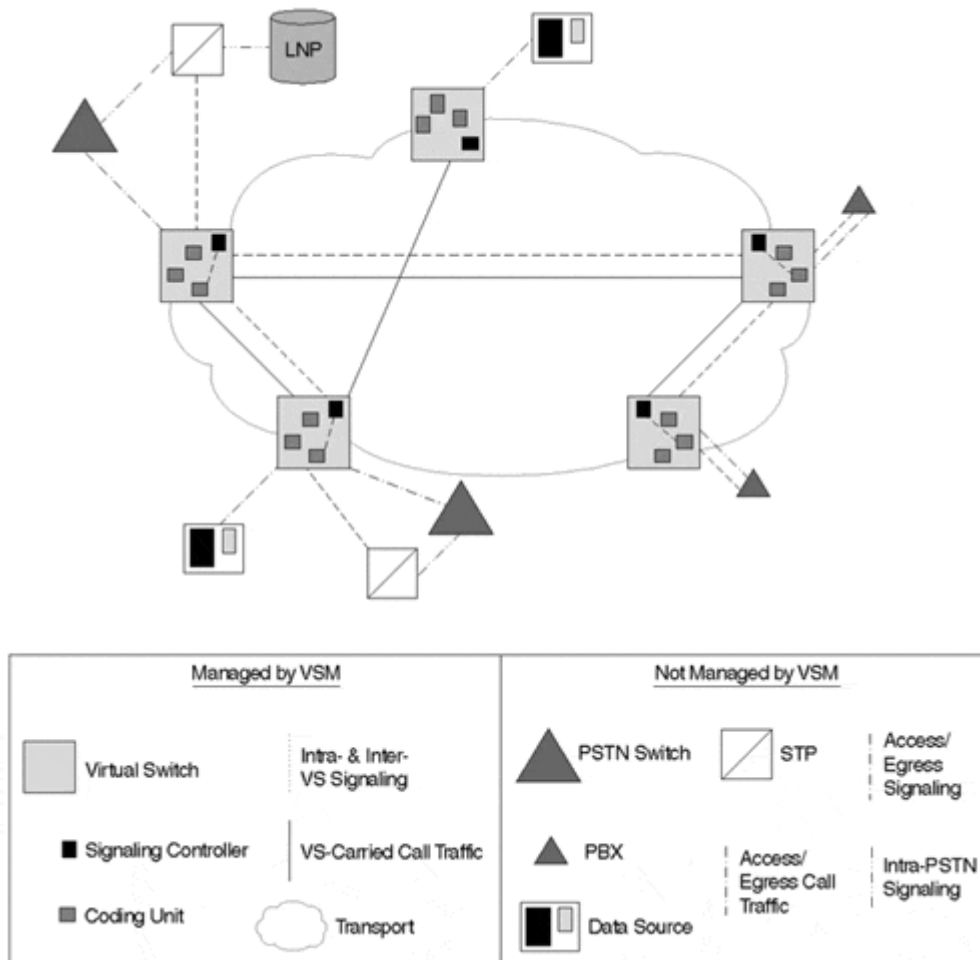 LNP
Managed by VSM
Virtual Switch
Intra- & Inter-
VS Signaling
Signaling Controller
VS-Carried Call Traffic
Coding Unit
Transport
Not Managed by VSM
PSTN Switch
STP
Access/
Egress
Signaling
PBX
Access/
Egress Call
Traffic
Intra-PSTN
Signaling
Data Source